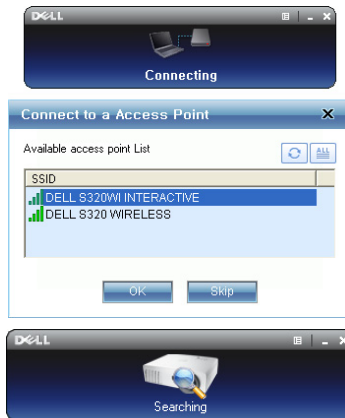 DELL
Connecting
Connect to a Access Point
Available access point List
ALL
SSID
DELL S320WI INTERACTIVE
DELL S320 WIRELESS
OK
Skip
DELL
Searching